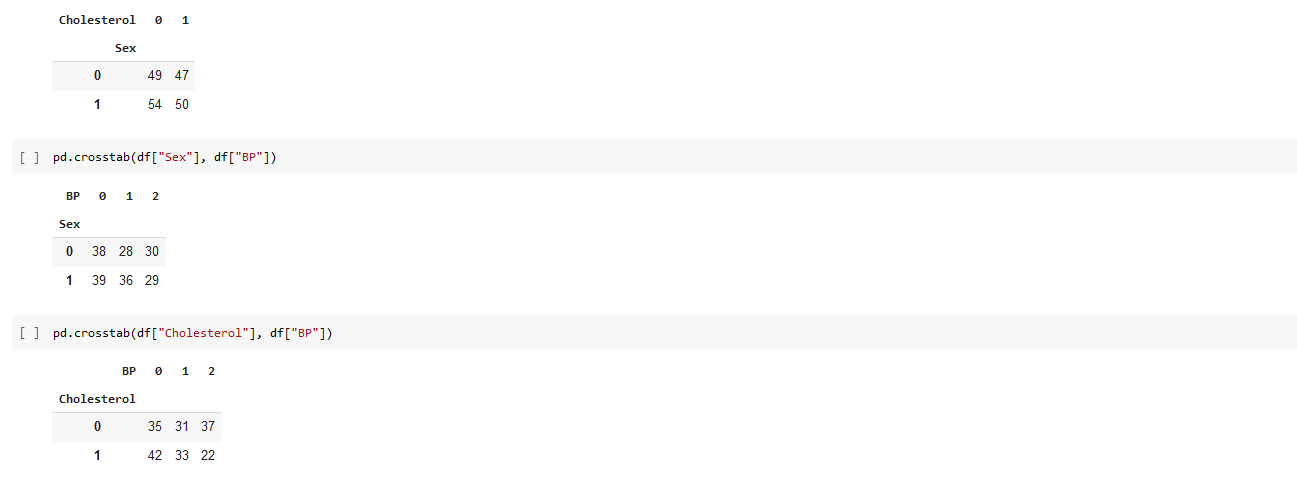 Cholesterol 0 1
Sex
0 49 47
1 54 50
[ ] pd.crosstab(df["Sex"], df["BP"])
BP 0 1 2
Sex
0 38 28 30
1 39 36 29
[ ] pd.crosstab(df["Cholesterol"], df["BP"])
BP 0 1 2
Cholesterol
0 35 31 37
1 42 33 22